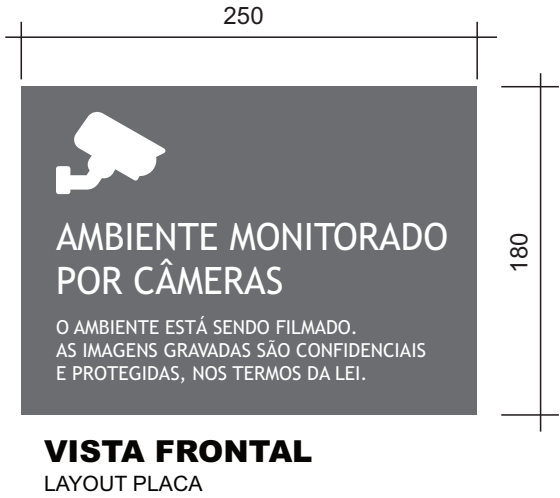 250
AMBIENTE MONITORADO
POR CÂMERAS
O AMBIENTE ESTÁ SENDO FILMADO.
AS IMAGENS GRAVADAS SÃO CONFIDENCIAIS
E PROTEGIDAS, NOS TERMOS DA LEI.
180
VISTA FRONTAL
LAYOUT PLACA